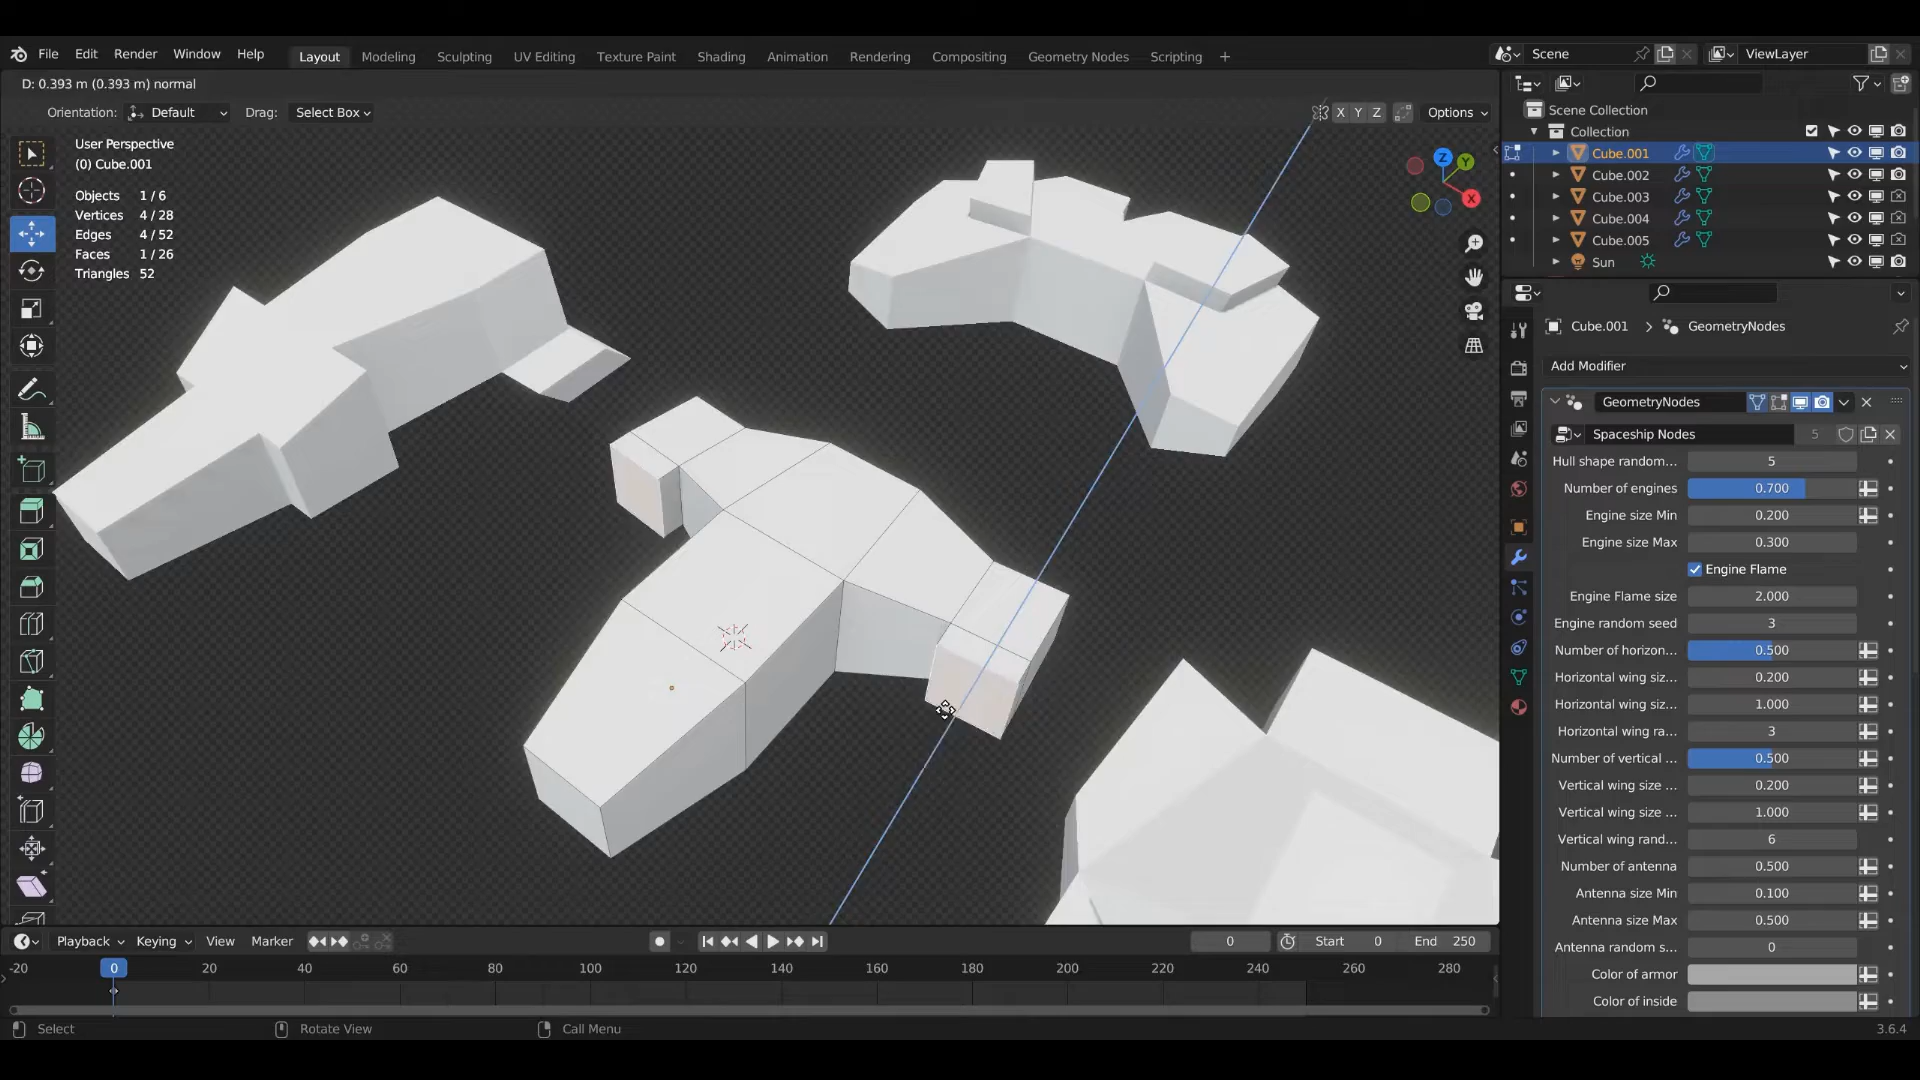 File Edit Render Window Help Layout Modeling Sculpting UV Editing Texture Paint Shading Animation Rendering Compositing Geometry Nodes Scripting + Scene ViewLayer
D: 0.393 m (0.393 m) normal
Orientation: Default Drag: Select Box X Y Z Options
User Perspective
(0) Cube.001
Objects 1 / 6
Vertices 4 / 28
Edges 4 / 52
Faces 1 / 26
Triangles 52
Z Y
X
Scene Collection
Collection
Cube.001
Cube.002
Cube.003
Cube.004
Cube.005
Sun
Cube.001 > GeometryNodes
Add Modifier
GeometryNodes
Spaceship Nodes 5
Hull shape random... 5
Number of engines 0.700
Engine size Min 0.200
Engine size Max 0.300
Engine Flame
Engine Flame size 2.000
Engine random seed 3
Number of horizon... 0.500
Horizontal wing siz... 0.200
Horizontal wing siz... 1.000
Horizontal wing ra... 3
Number of vertical ... 0.500
Vertical wing size ... 0.200
Vertical wing size ... 1.000
Vertical wing rand... 6
Number of antenna 0.500
Antenna size Min 0.100
Antenna size Max 0.500
Antenna random s... 0
Color of armor
Color of inside
Playback Keying View Marker 0 Start 0 End 250
-20 0 20 40 60 80 100 120 140 160 180 200 220 240 260 280
Select Rotate View Call Menu 3.6.4